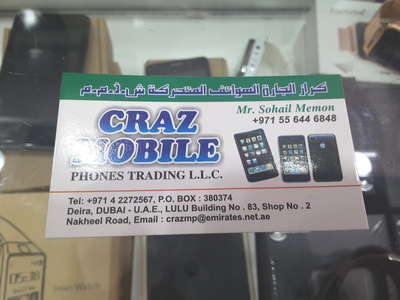 كراز لتجارة الهواتف المتحركة ش.ذ.م.م
Mr. Sohail Memon
+971 55 644 6848
CRAZ
MOBILE
PHONES TRADING L.L.C.
Tel: +971 4 2272567, P.O. BOX : 380374
Deira, DUBAI - U.A.E., LULU Building No . 83, Shop No . 2
Nakheel Road, Email : crazmp@emirates.net.ae
InnerWatch